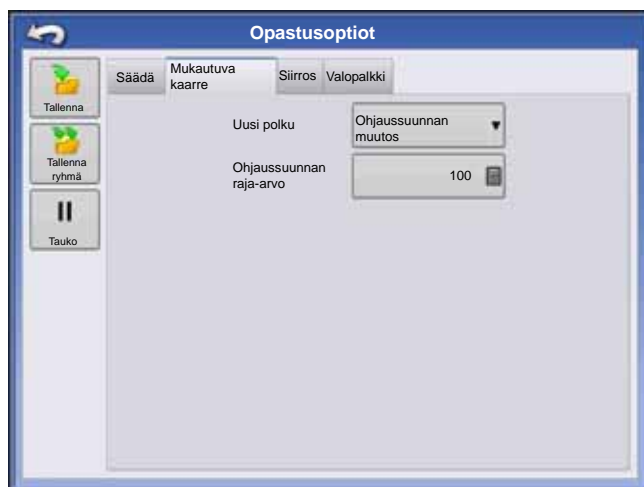 Opastusoptiot
Tallenna
Tallenna
ryhmä
Tauko
Säädä
Mukautuva
kaarre
Siirros
Valopalkki
Uusi polku
Ohjaussuunnan
muutos
Ohjaussuunnan
raja-arvo
100